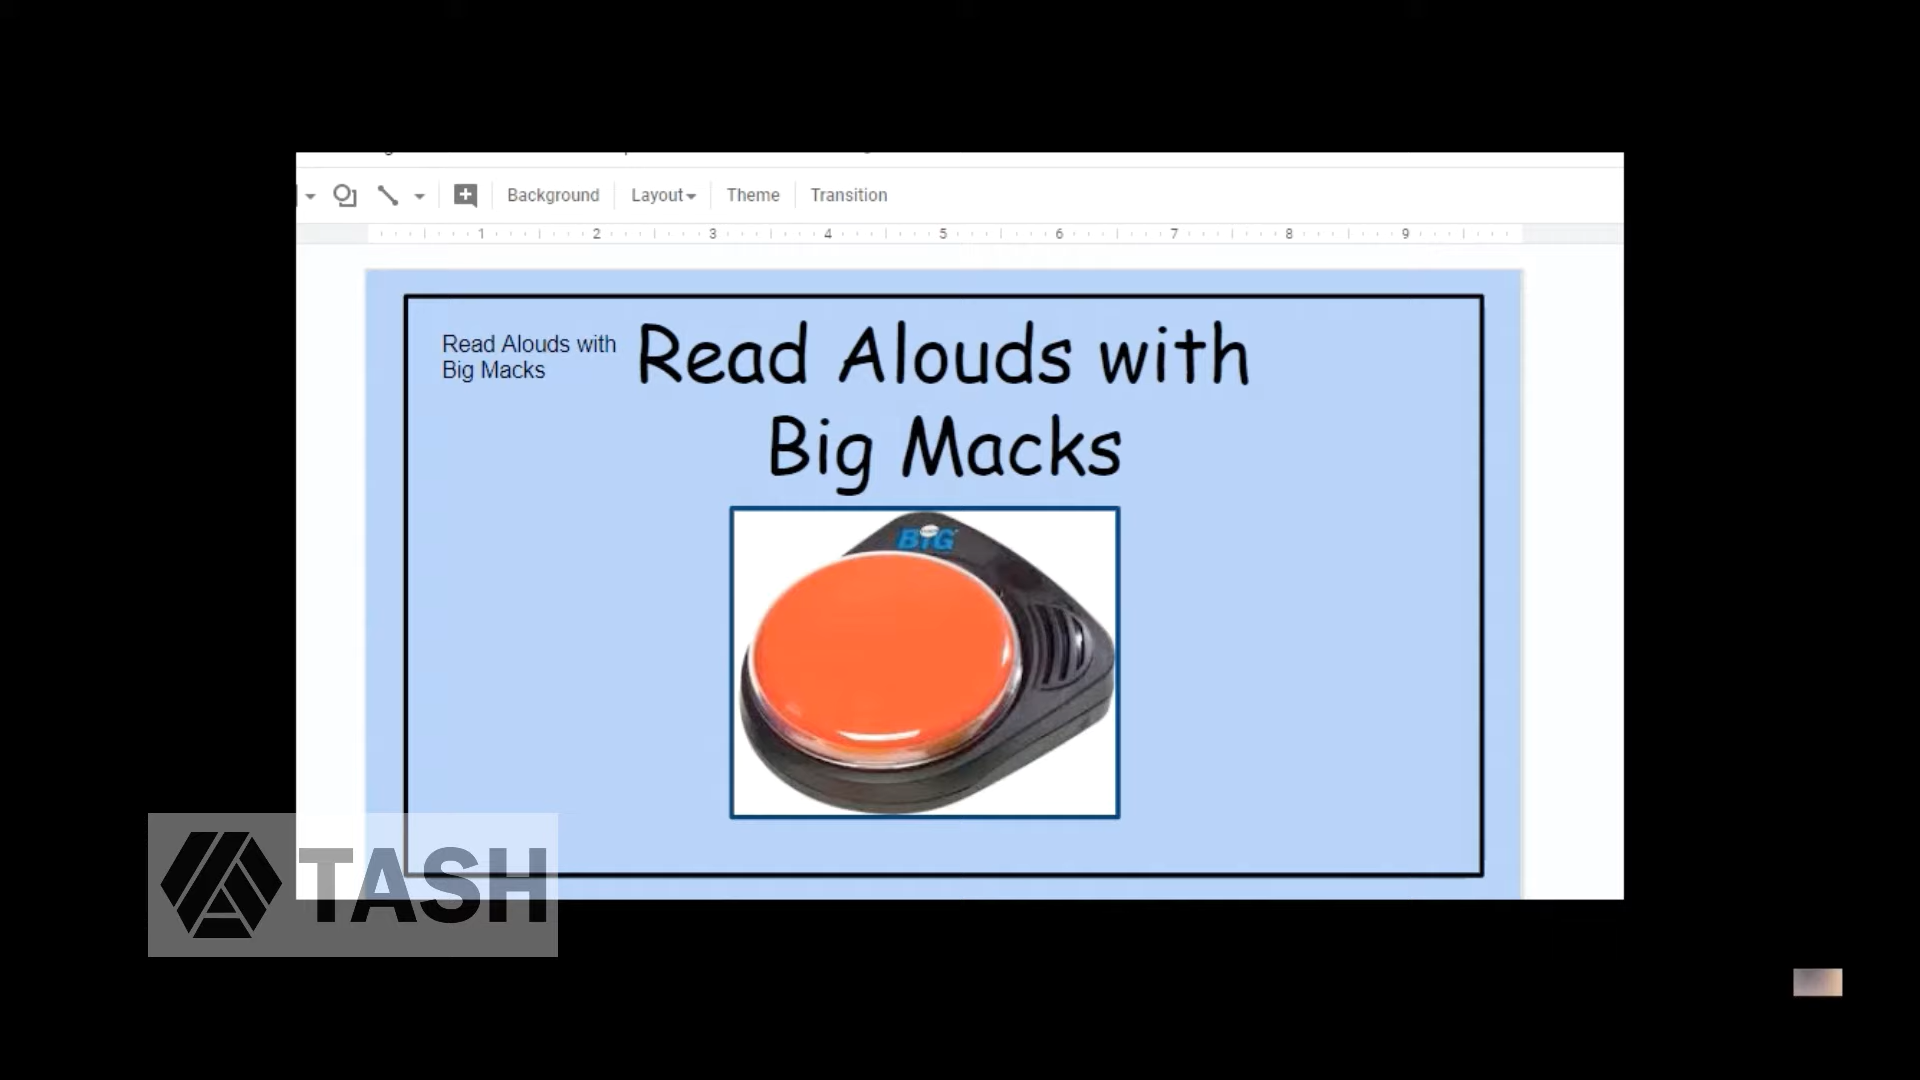 Background
Layout
Theme
Transition
1 2 3 4 5 6 7 8 9
Read Alouds with
Big Macks
Read Alouds with
Big Macks
BIG
TASH